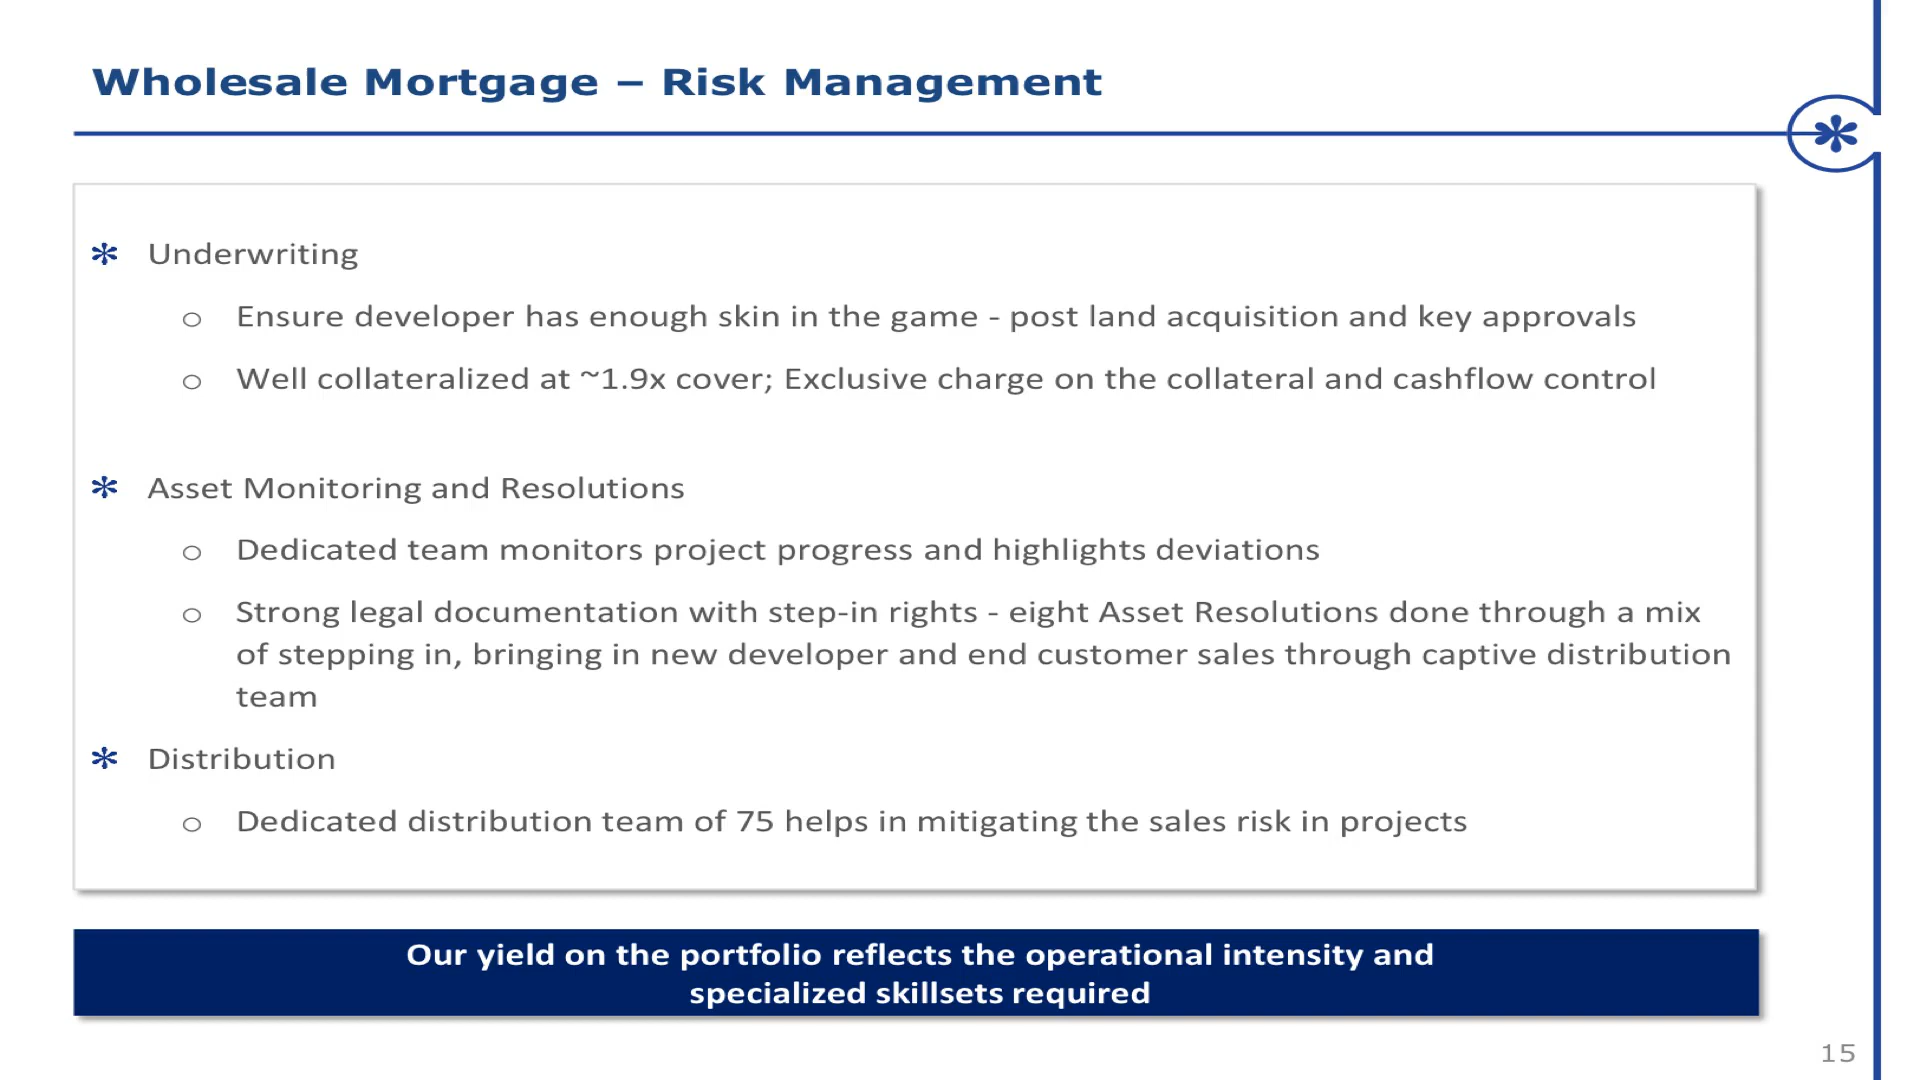 Wholesale Mortgage – Risk Management
Underwriting
o Ensure developer has enough skin in the game - post land acquisition and key approvals
o Well collateralized at ~1.9x cover; Exclusive charge on the collateral and cashflow control
Asset Monitoring and Resolutions
o Dedicated team monitors project progress and highlights deviations
o Strong legal documentation with step-in rights - eight Asset Resolutions done through a mix
of stepping in, bringing in new developer and end customer sales through captive distribution
team
Distribution
o Dedicated distribution team of 75 helps in mitigating the sales risk in projects
Our yield on the portfolio reflects the operational intensity and
specialized skillsets required
15